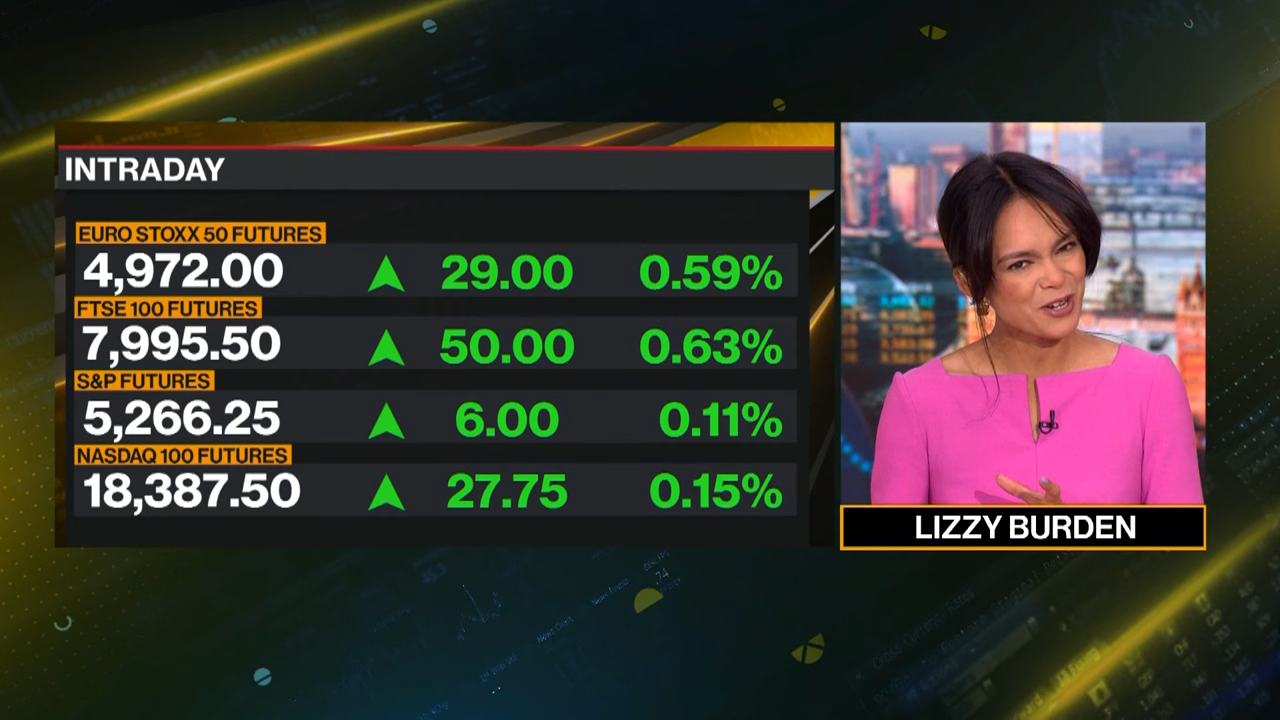 INTRADAY
EURO STOXX 50 FUTURES
4,972.00 ▲ 29.00 0.59%
FTSE 100 FUTURES
7,995.50 ▲ 50.00 0.63%
S&P FUTURES
5,266.25 ▲ 6.00 0.11%
NASDAQ 100 FUTURES
18,387.50 ▲ 27.75 0.15%
LIZZY BURDEN